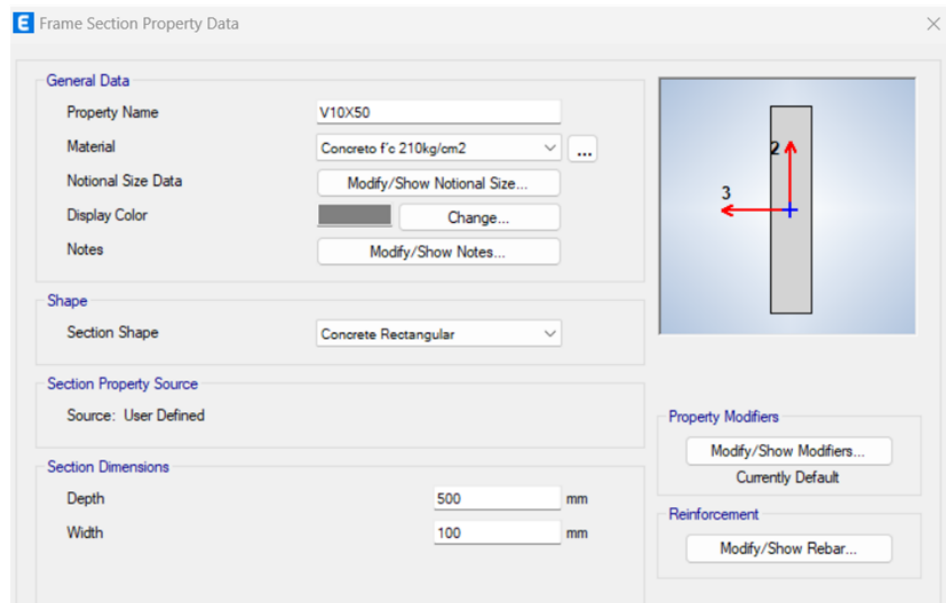 E Frame Section Property Data
General Data
Property Name V10X50
Material Concreto f'c 210kg/cm2 ...
Notional Size Data Modify/Show Notional Size...
Display Color Change...
Notes Modify/Show Notes...
2
3
Shape
Section Shape Concrete Rectangular
Section Property Source
Source: User Defined
Property Modifiers
Modify/Show Modifiers...
Currently Default
Section Dimensions
Depth 500 mm
Width 100 mm
Reinforcement
Modify/Show Rebar...